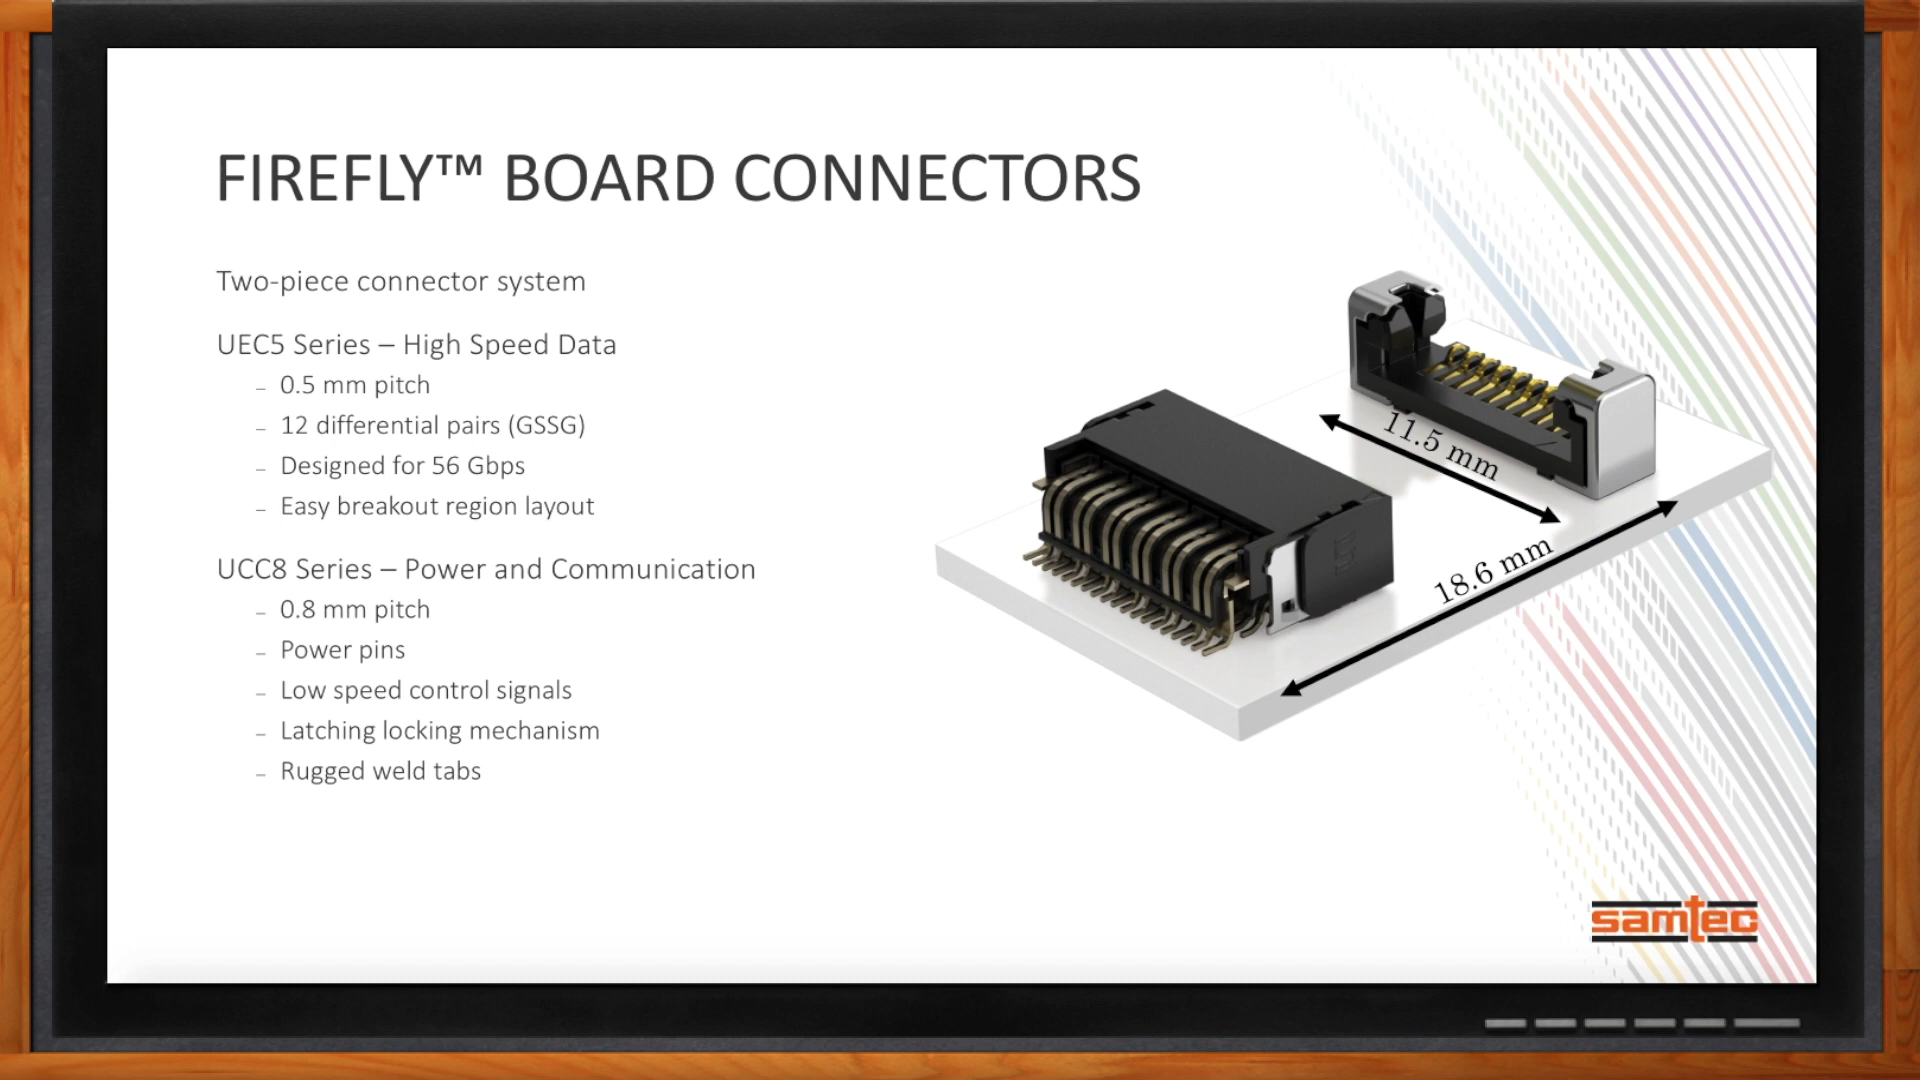 FIREFLY™ BOARD CONNECTORS
Two-piece connector system
UEC5 Series – High Speed Data
– 0.5 mm pitch
– 12 differential pairs (GSSG)
– Designed for 56 Gbps
– Easy breakout region layout
UCC8 Series – Power and Communication
– 0.8 mm pitch
– Power pins
– Low speed control signals
– Latching locking mechanism
– Rugged weld tabs
11.5 mm
18.6 mm
samtec